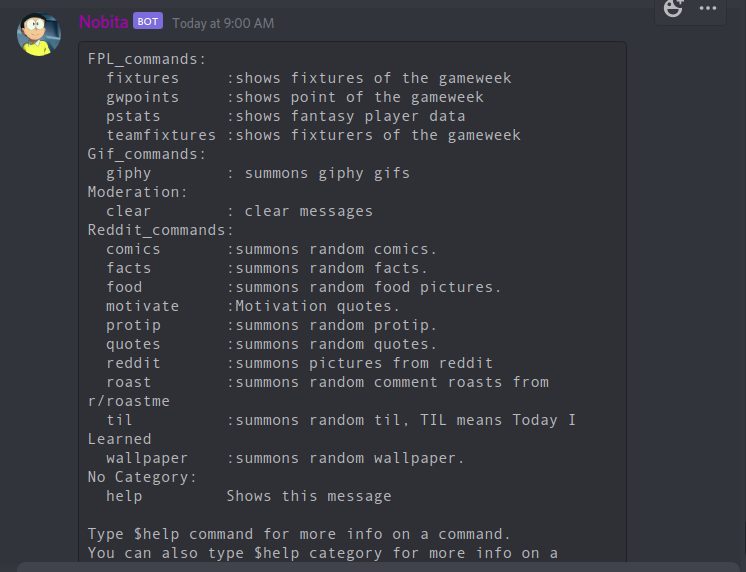 Nobita BOT Today at 9:00 AM
FPL_commands:
  fixtures     :shows fixtures of the gameweek
  gwpoints     :shows point of the gameweek
  pstats       :shows fantasy player data
  teamfixtures :shows fixturers of the gameweek
Gif_commands:
  giphy        : summons giphy gifs
Moderation:
  clear        : clear messages
Reddit_commands:
  comics       :summons random comics.
  facts        :summons random facts.
  food         :summons random food pictures.
  motivate     :Motivation quotes.
  protip       :summons random protip.
  quotes       :summons random quotes.
  reddit       :summons pictures from reddit
  roast        :summons random comment roasts from
r/roastme
  til          :summons random til, TIL means Today I
Learned
  wallpaper    :summons random wallpaper.
No Category:
  help         Shows this message

Type $help command for more info on a command.
You can also type $help category for more info on a